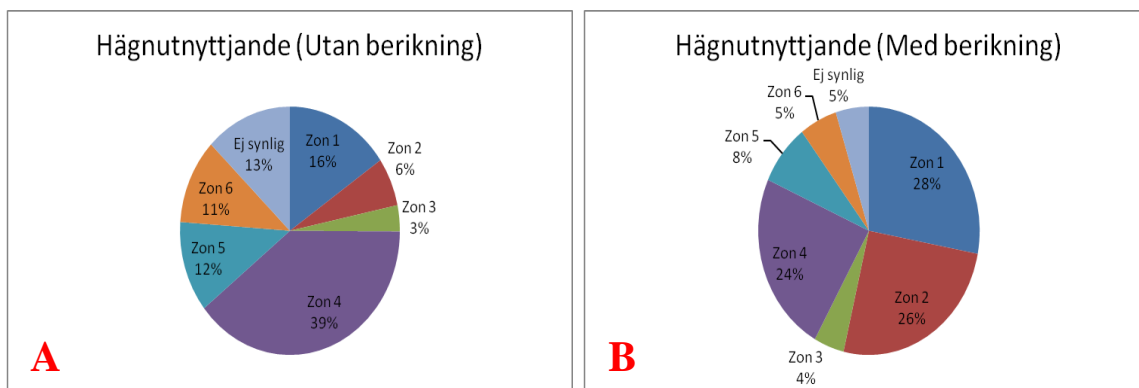 Hägnutnyttjande (Utan berikning)
Ej synlig
13%
Zon 1
16%
Zon 2
6%
Zon 3
3%
Zon 6
11%
Zon 5
12%
Zon 4
39%
A
Hägnutnyttjande (Med berikning)
Ej synlig
5%
Zon 6
5%
Zon 5
8%
Zon 1
28%
Zon 4
24%
Zon 2
26%
Zon 3
4%
B